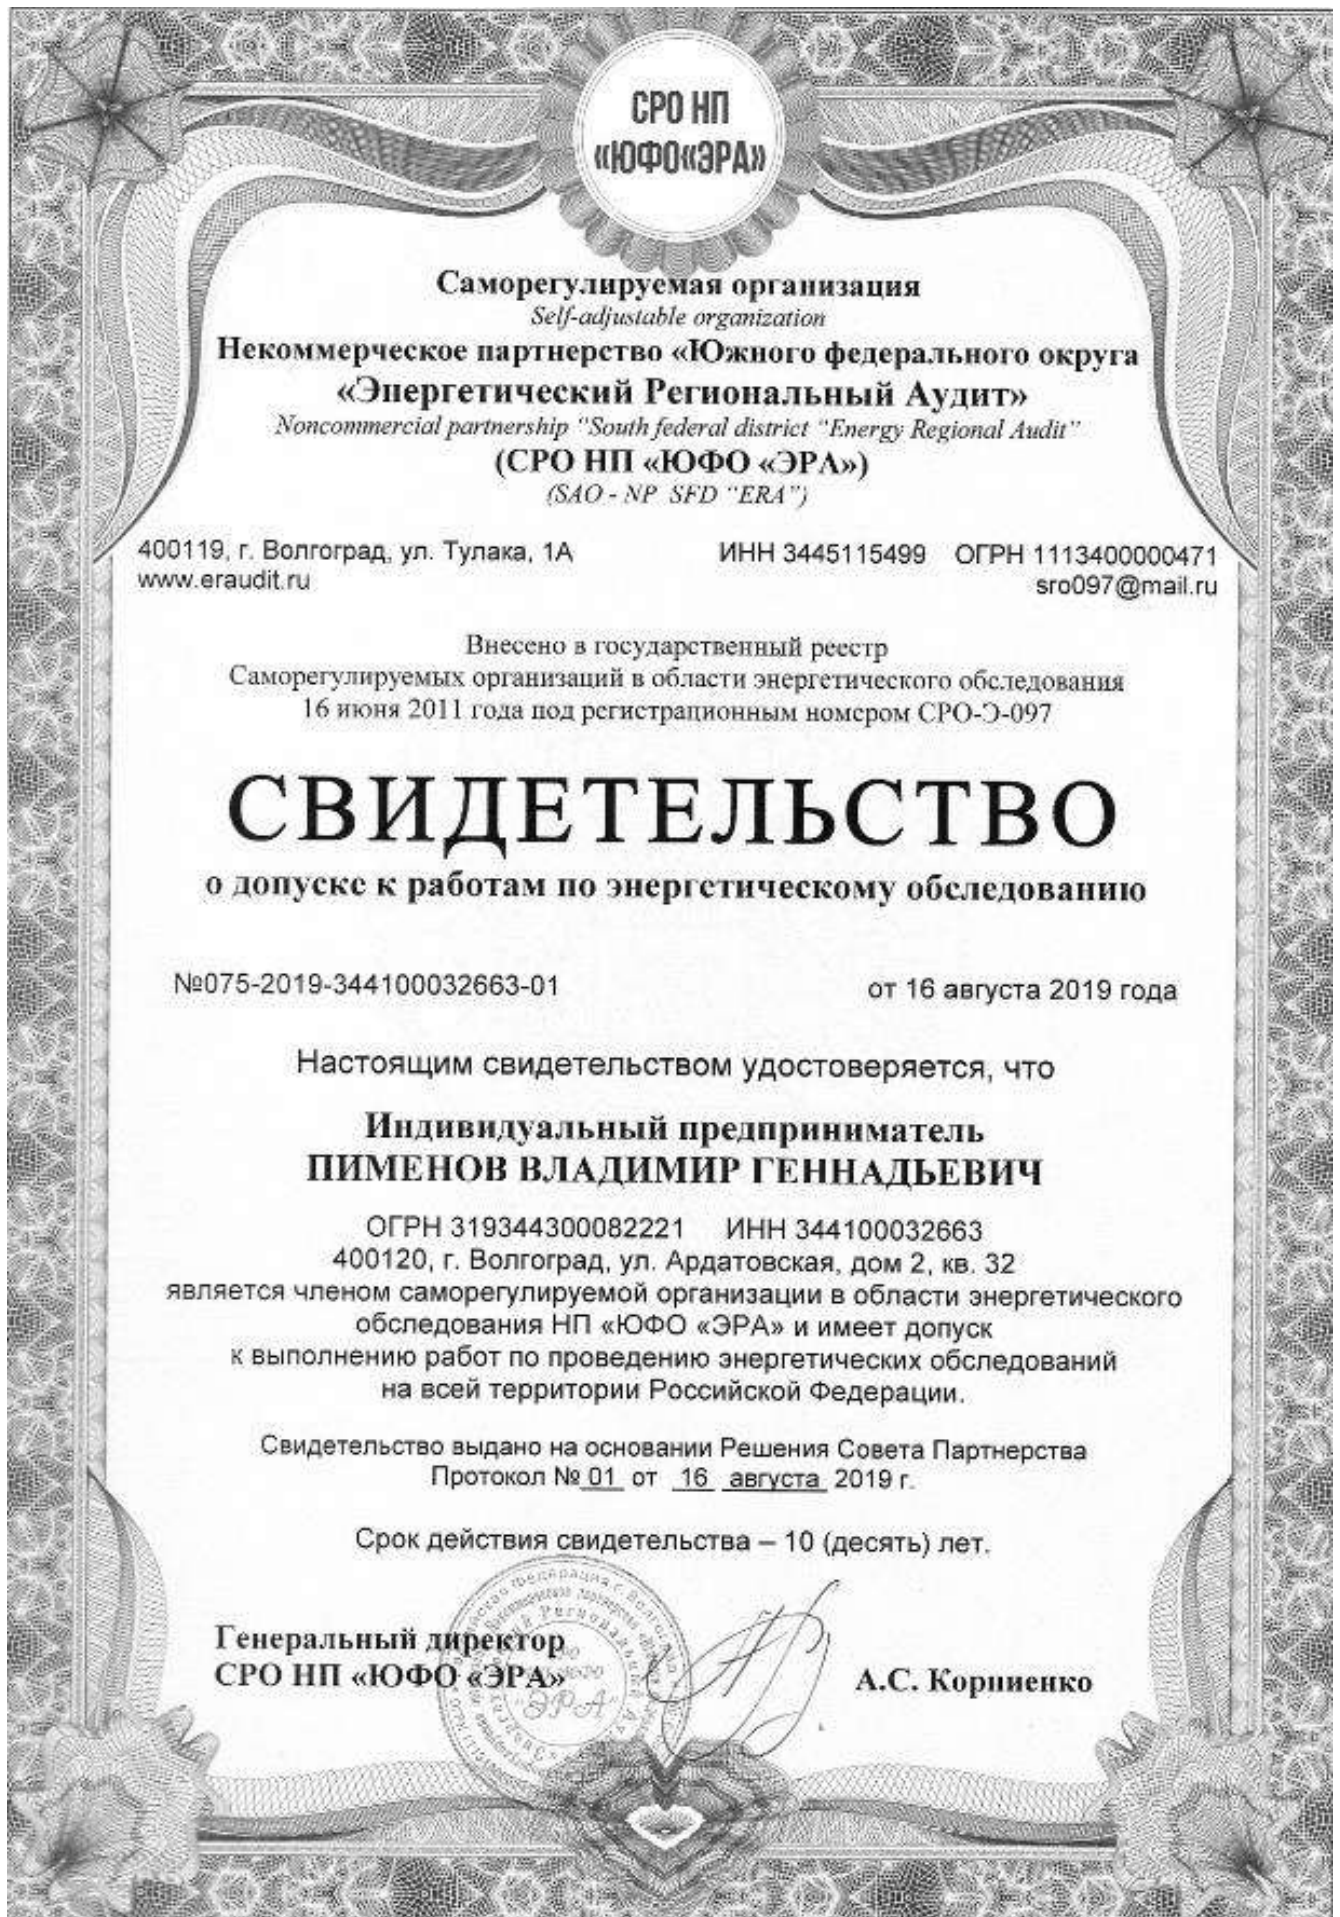 СРО НП
«ЮФО«ЭРА»
Саморегулируемая организация
Self-adjustable organization
Некоммерческое партнерство «Южного федерального округа
«Энергетический Региональный Аудит»
Noncommercial partnership "South federal district "Energy Regional Audit"
(СРО НП «ЮФО «ЭРА»)
(SAO - NP SFD "ERA")
400119, г. Волгоград, ул. Тулака, 1А ИНН 3445115499 ОГРН 1113400000471
www.eraudit.ru sro097@mail.ru
Внесено в государственный реестр
Саморегулируемых организаций в области энергетического обследования
16 июня 2011 года под регистрационным номером СРО-Э-097
СВИДЕТЕЛЬСТВО
о допуске к работам по энергетическому обследованию
№075-2019-344100032663-01 от 16 августа 2019 года
Настоящим свидетельством удостоверяется, что
Индивидуальный предприниматель
ПИМЕНОВ ВЛАДИМИР ГЕННАДЬЕВИЧ
ОГРН 319344300082221 ИНН 344100032663
400120, г. Волгоград, ул. Ардатовская, дом 2, кв. 32
является членом саморегулируемой организации в области энергетического
обследования НП «ЮФО «ЭРА» и имеет допуск
к выполнению работ по проведению энергетических обследований
на всей территории Российской Федерации.
Свидетельство выдано на основании Решения Совета Партнерства
Протокол № 01 от 16 августа 2019 г.
Срок действия свидетельства – 10 (десять) лет.
Генеральный директор
СРО НП «ЮФО «ЭРА»
А.С. Корниенко
"ЭРА"